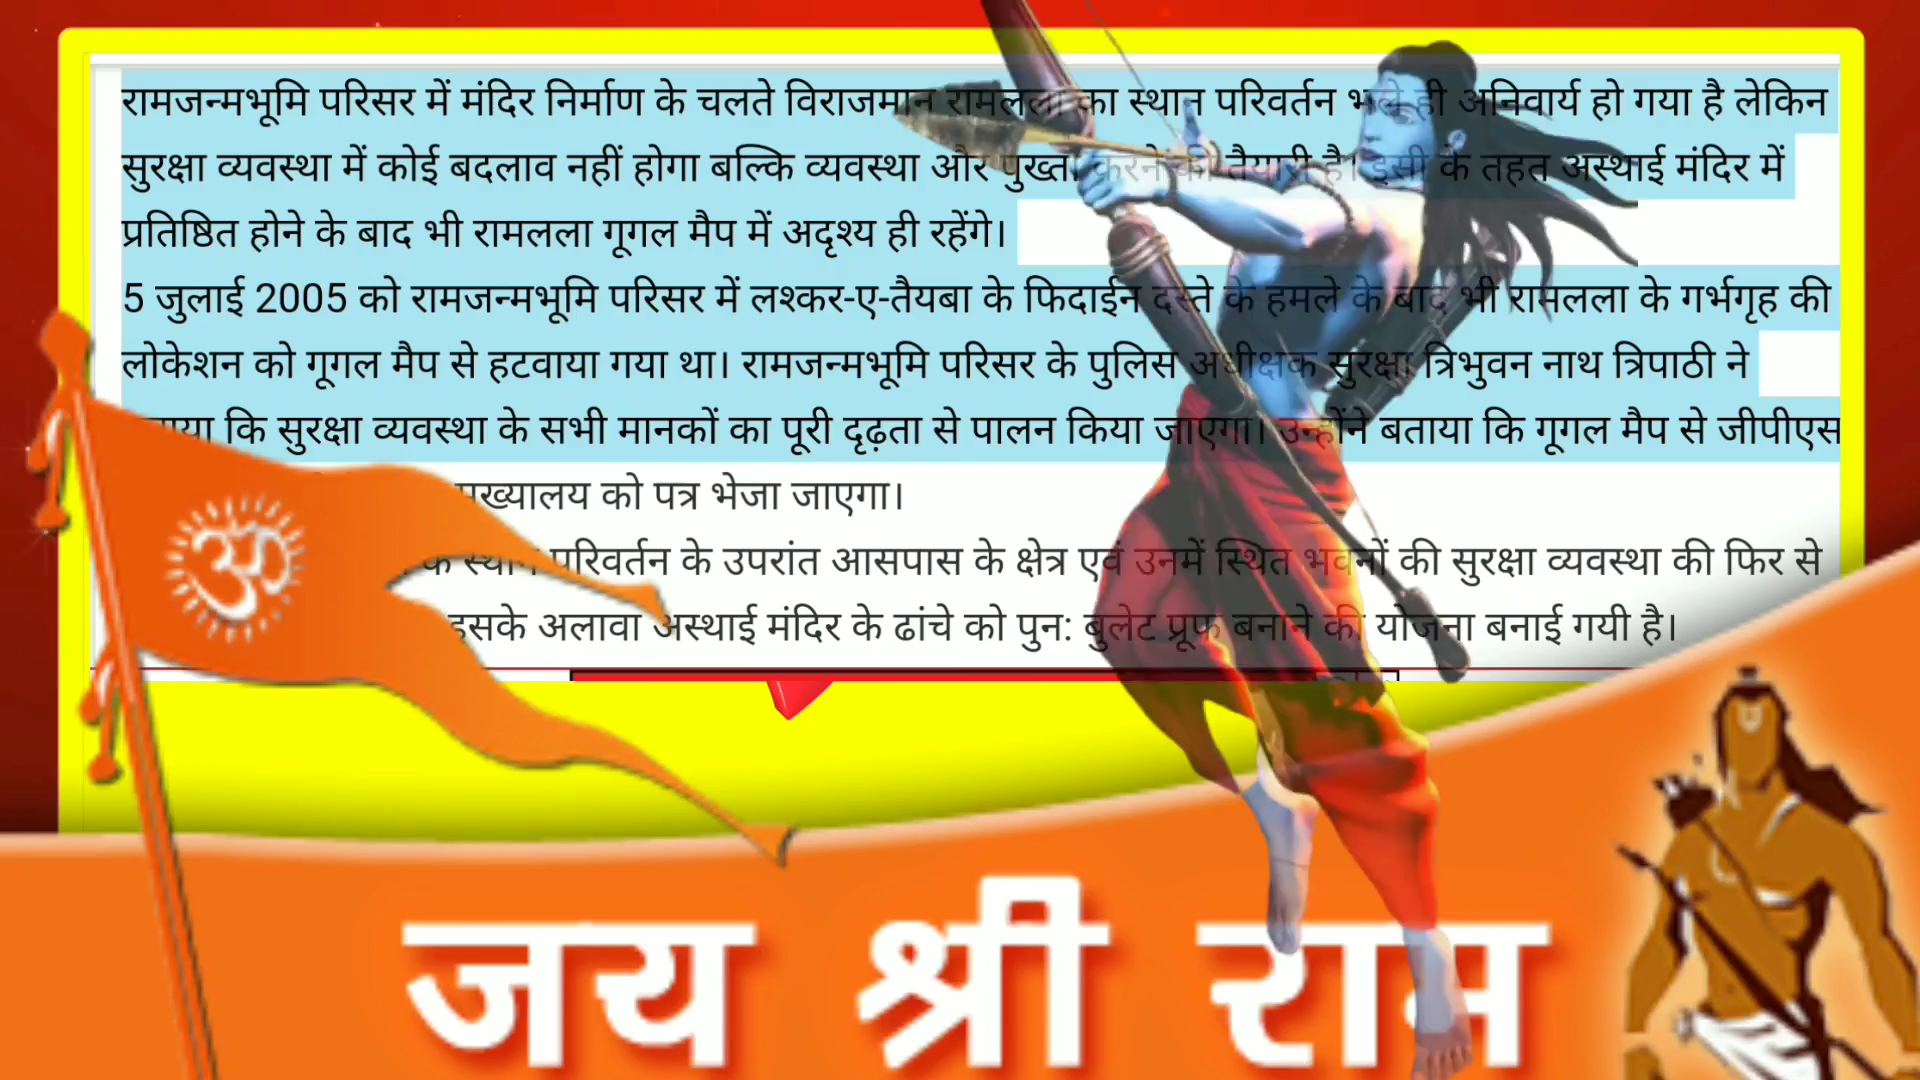 रामजन्मभूमि परिसर में मंदिर निर्माण के चलते विराजमान रामलला का स्थान परिवर्तन भले ही अनिवार्य हो गया है लेकिन
सुरक्षा व्यवस्था में कोई बदलाव नहीं होगा बल्कि व्यवस्था और पुख्ता करने की तैयारी है। इसी के तहत अस्थाई मंदिर में
प्रतिष्ठित होने के बाद भी रामलला गूगल मैप में अदृश्य ही रहेंगे।
5 जुलाई 2005 को रामजन्मभूमि परिसर में लश्कर-ए-तैयबा के फिदाईन दस्ते के हमले के बाद भी रामलला के गर्भगृह की
लोकेशन को गूगल मैप से हटवाया गया था। रामजन्मभूमि परिसर के पुलिस अधीक्षक सुरक्षा त्रिभुवन नाथ त्रिपाठी ने
कि सुरक्षा व्यवस्था के सभी मानकों का पूरी दृढ़ता से पालन किया जाएगा। उन्होंने बताया कि गूगल मैप से जीपीएस
को पत्र भेजा जाएगा।
के स्थान परिवर्तन के उपरांत आसपास के क्षेत्र एवं उनमें स्थित भवनों की सुरक्षा व्यवस्था की फिर से
इसके अलावा अस्थाई मंदिर के ढांचे को पुन: बुलेट प्रूफ बनाने की योजना बनाई गयी है।
ॐ
जय श्री राम